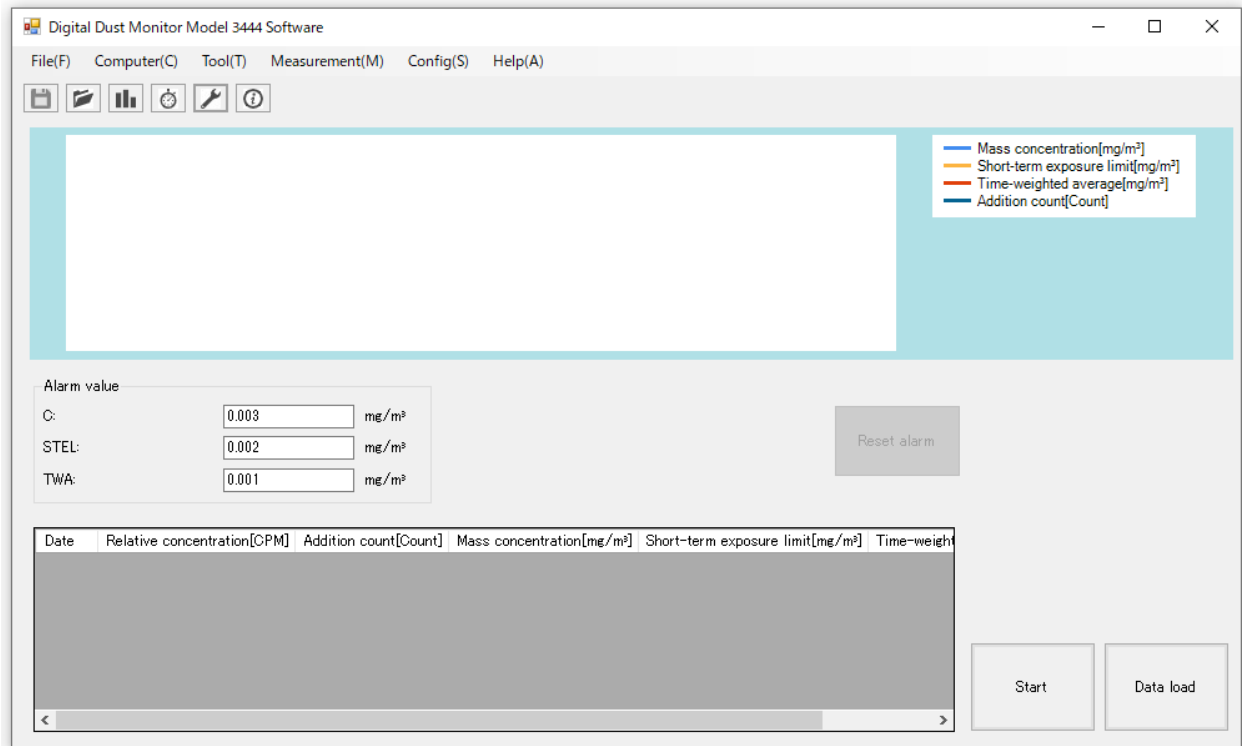 Digital Dust Monitor Model 3444 Software
File(F) Computer(C) Tool(T) Measurement(M) Config(S) Help(A)
Mass concentration[mg/m³]
Short-term exposure limit[mg/m³]
Time-weighted average[mg/m³]
Addition count[Count]
Alarm value
C: 0.003 mg/m³
STEL: 0.002 mg/m³
TWA: 0.001 mg/m³
Reset alarm
Date Relative concentration[CPM] Addition count[Count] Mass concentration[mg/m³] Short-term exposure limit[mg/m³] Time-weight
Start Data load